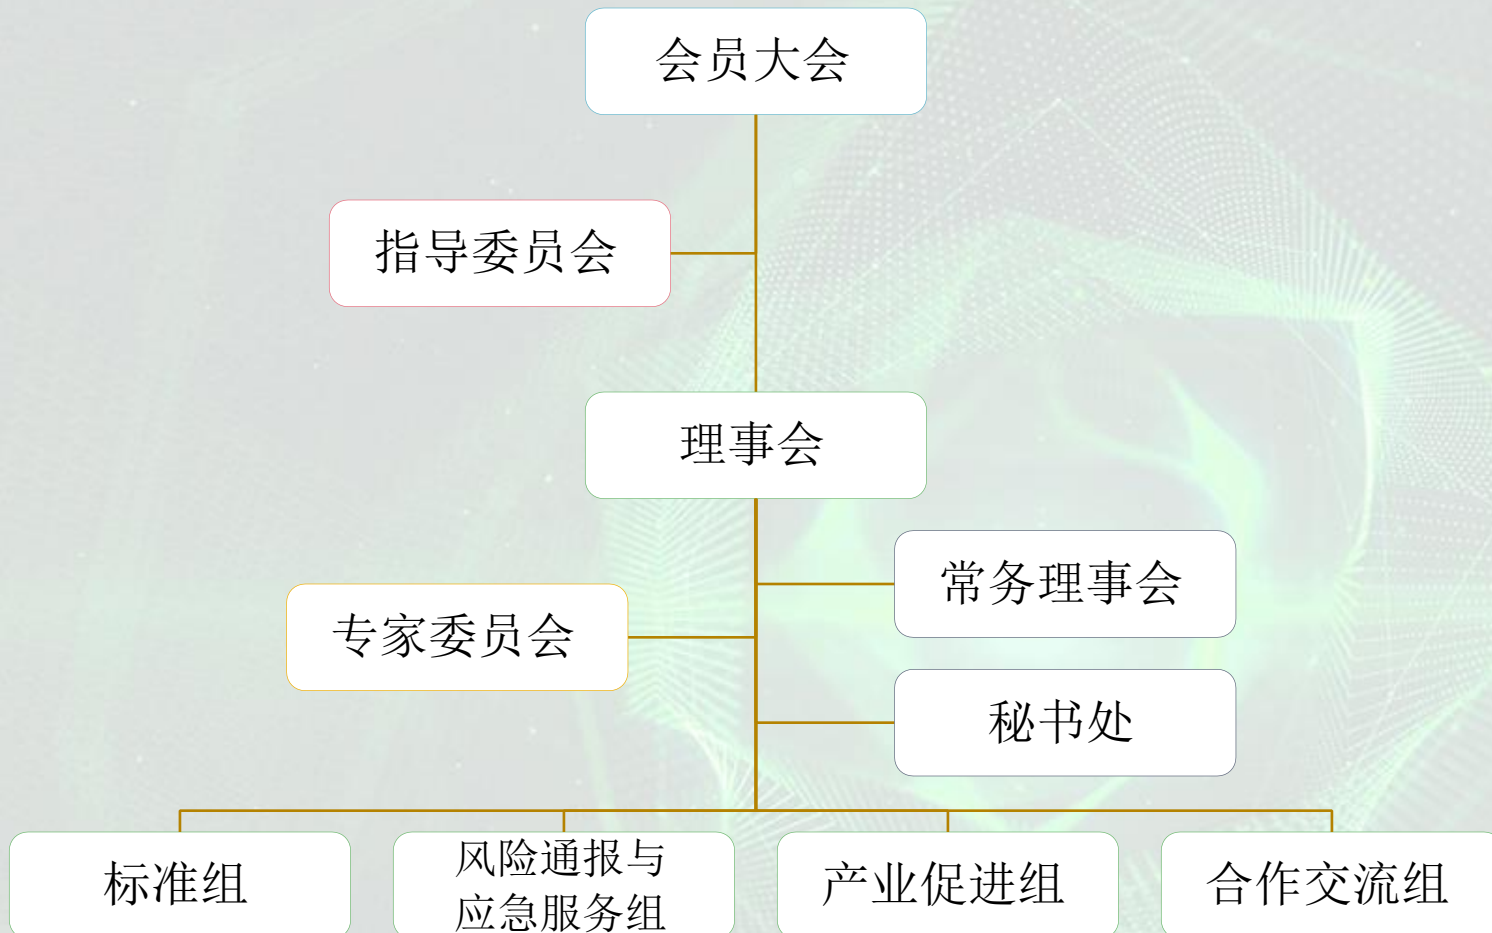 会员大会
指导委员会
理事会
常务理事会
专家委员会
秘书处
标准组
风险通报与
应急服务组
产业促进组
合作交流组